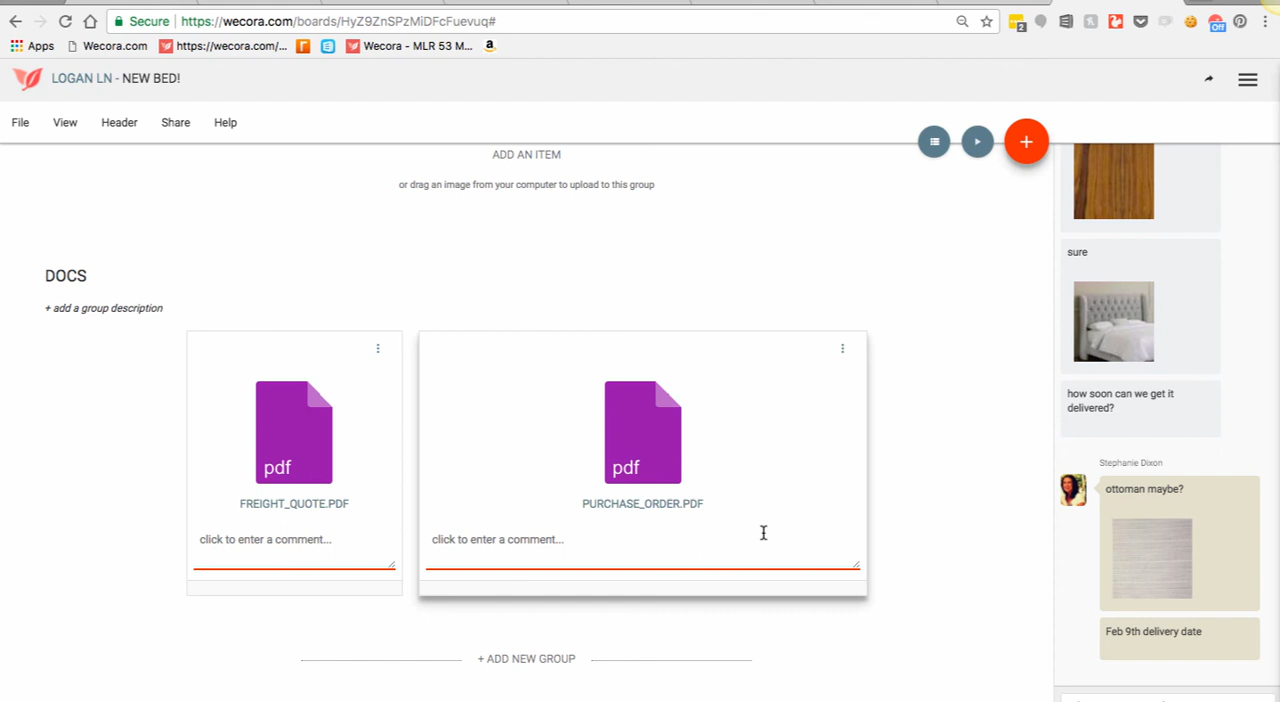 Secure https://wecora.com/boards/HyZ9ZnSPzMiDFcFuevuq#
2
Off
Apps Wecora.com https://wecora.com/... Wecora - MLR 53 M...
LOGAN LN - NEW BED!
File View Header Share Help
ADD AN ITEM
or drag an image from your computer to upload to this group
DOCS
+ add a group description
pdf
FREIGHT_QUOTE.PDF
click to enter a comment...
pdf
PURCHASE_ORDER.PDF
click to enter a comment...
+ ADD NEW GROUP
sure
how soon can we get it
delivered?
Stephanie Dixon
ottoman maybe?
Feb 9th delivery date